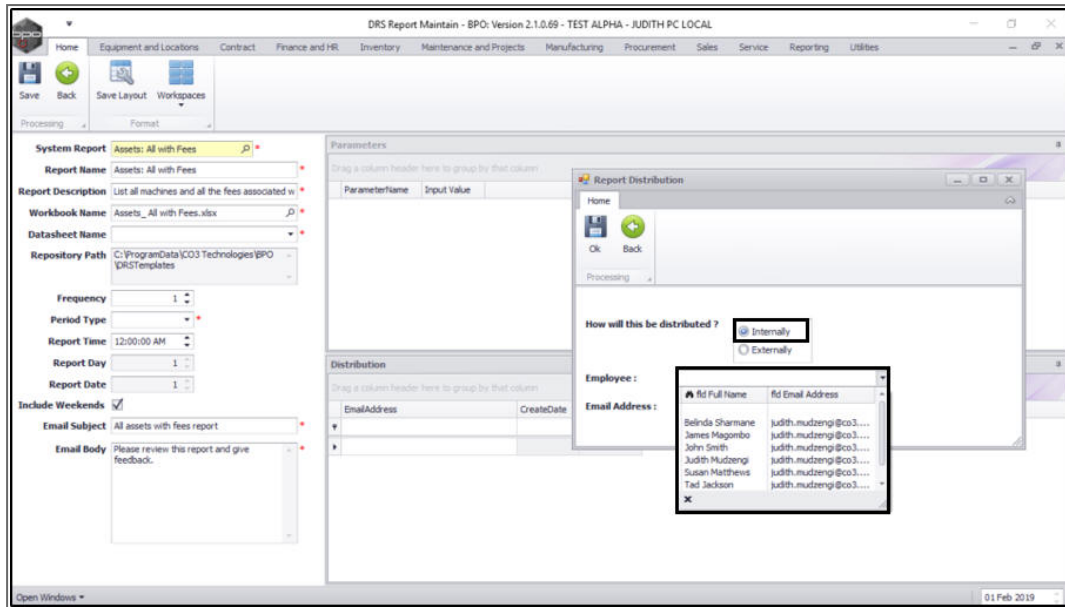 DRS Report Maintain - BPO: Version 2.1.0.69 - TEST ALPHA - JUDITH PC LOCAL
Home Equipment and Locations Contract Finance and HR Inventory Maintenance and Projects Manufacturing Procurement Sales Service Reporting Utilities
Save Back Save Layout Workspaces
Processing Format
System Report Assets: All with Fees *
Report Name Assets: All with Fees *
Report Description List all machines and all the fees associated w *
Workbook Name Assets_ All with Fees.xlsx *
Datasheet Name *
Repository Path C:\ProgramData\CO3 Technologies\BPO
\DRSTemplates
Frequency 1
Period Type *
Report Time 12:00:00 AM
Report Day 1
Report Date 1
Include Weekends
Email Subject All assets with fees report *
Email Body Please review this report and give *
feedback.
Parameters
Drag a column header here to group by that column
ParameterName Input Value
Distribution
Drag a column header here to group by that column
EmailAddress CreateDate
Report Distribution
Home
Ok Back
Processing
How will this be distributed ? Internally
Externally
Employee :
Email Address :
fld Full Name fld Email Address
Belinda Sharmane judith.mudzengi@co3....
James Magombo judith.mudzengi@co3....
John Smith judith.mudzengi@co3....
Judith Mudzengi judith.mudzengi@co3....
Susan Matthews judith.mudzengi@co3....
Tad Jackson judith.mudzengi@co3....
Open Windows 01 Feb 2019